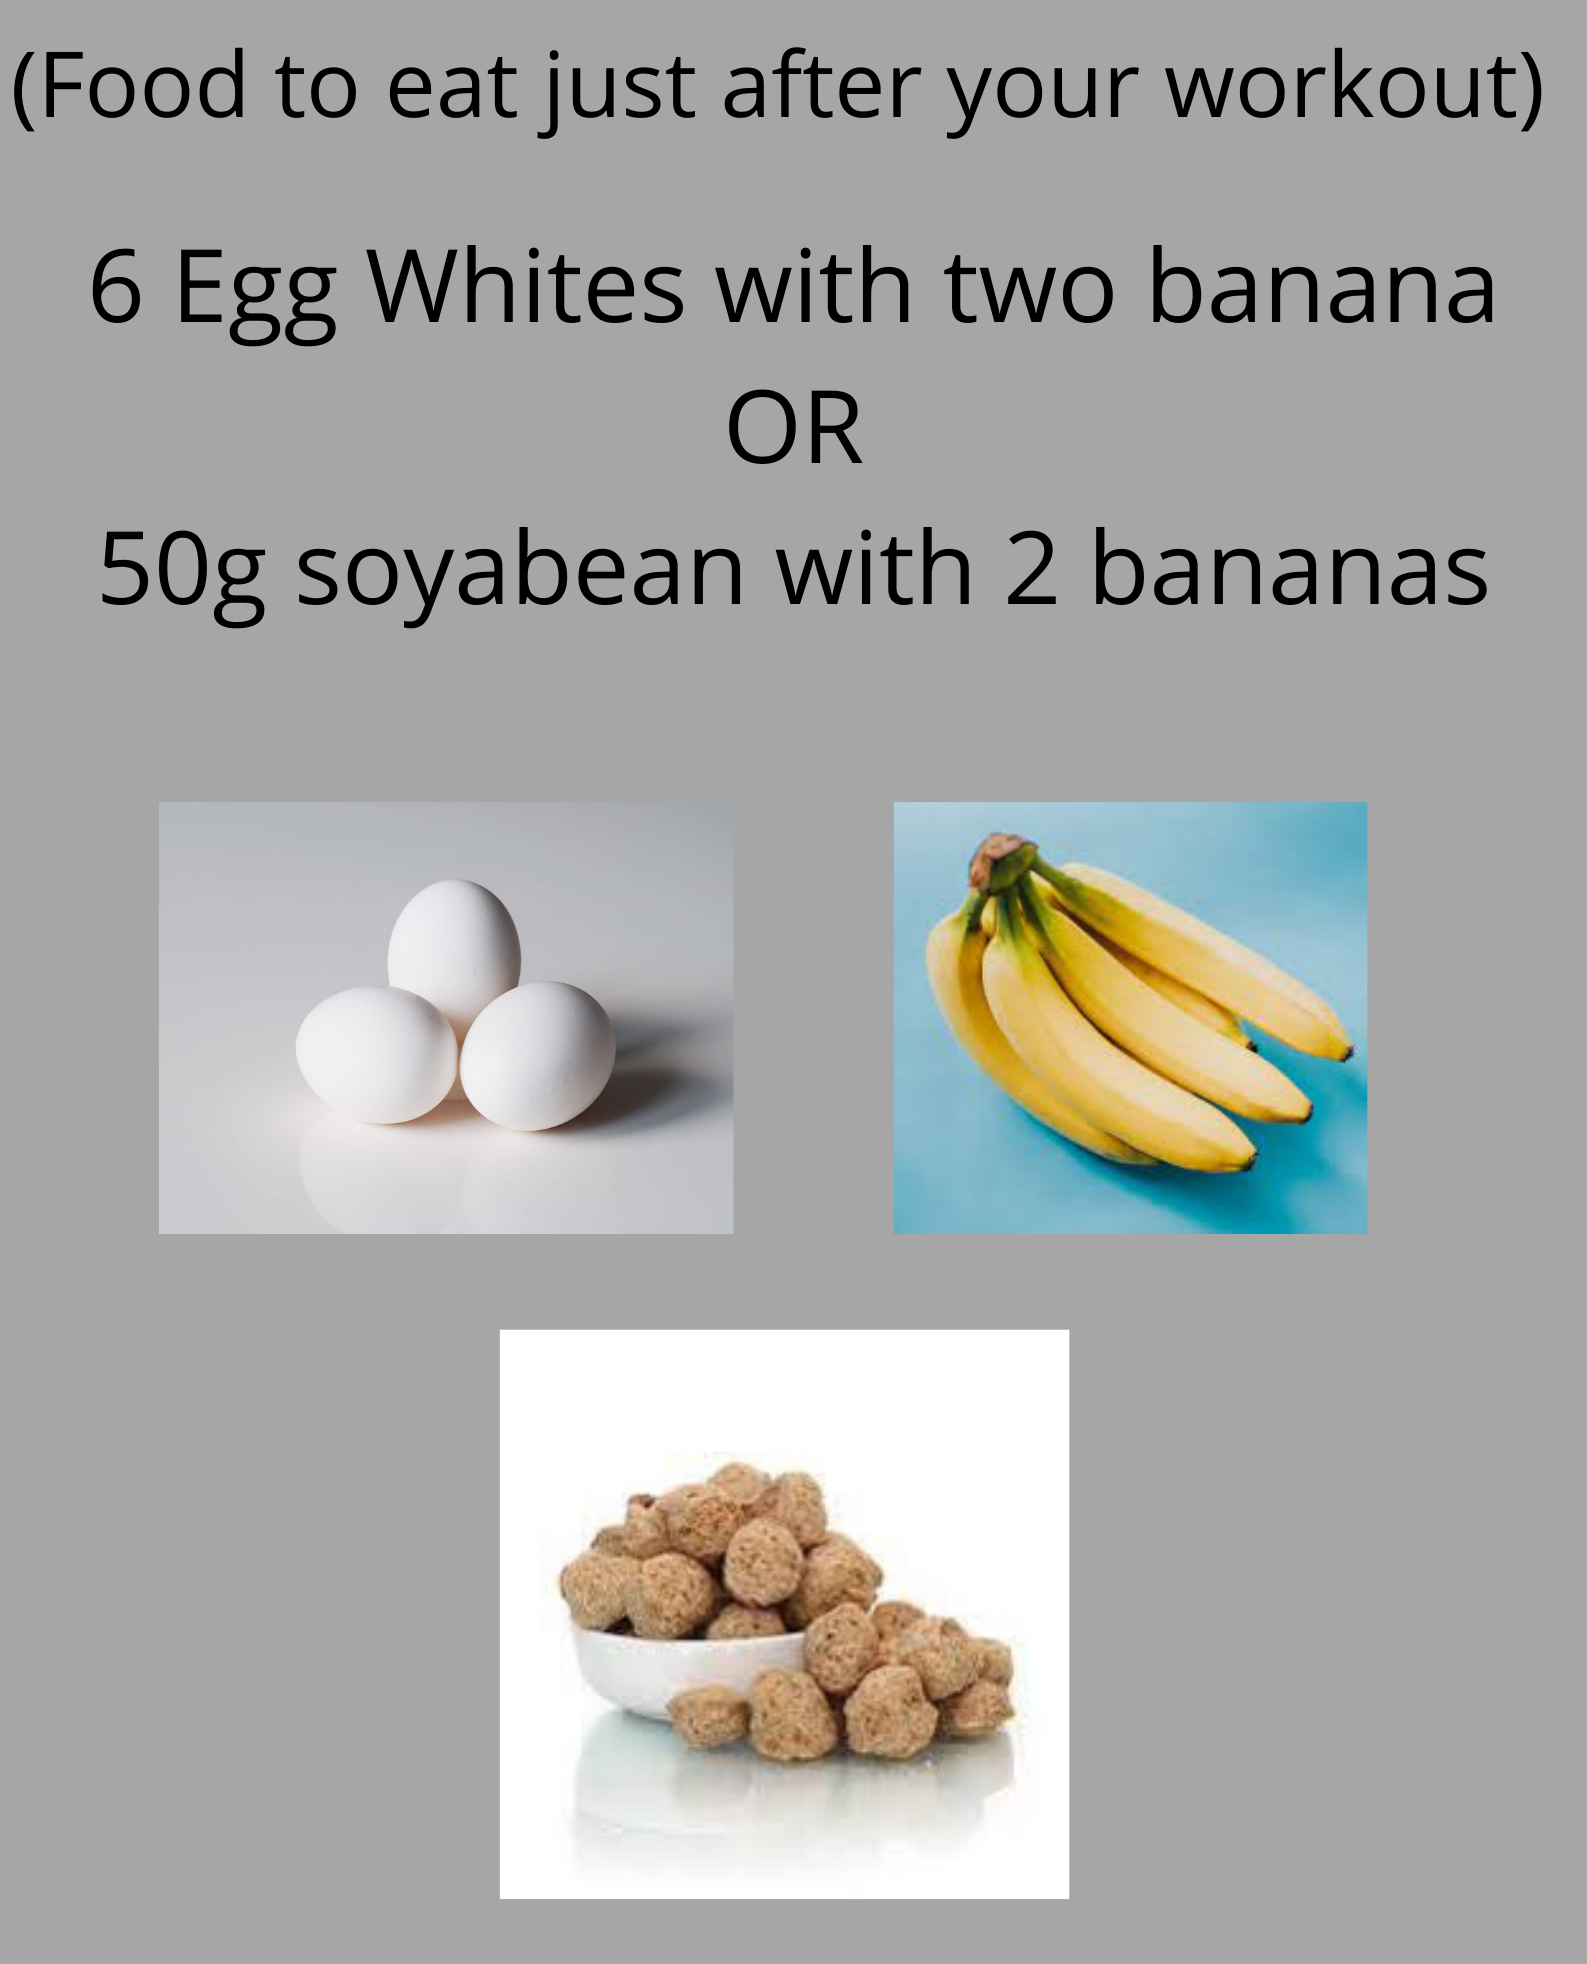 (Food to eat just after your workout)
6 Egg Whites with two banana
OR
50g soyabean with 2 bananas